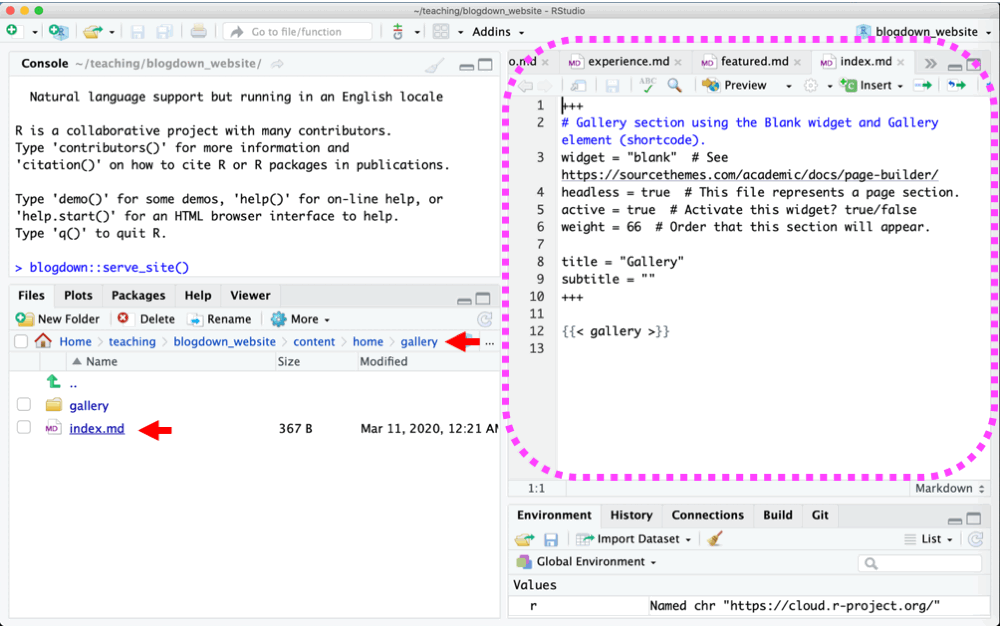 ~/teaching/blogdown_website - RStudio
Go to file/function
Addins
blogdown_website
Console ~/teaching/blogdown_website/
Natural language support but running in an English locale
R is a collaborative project with many contributors.
Type 'contributors()' for more information and
'citation()' on how to cite R or R packages in publications.
Type 'demo()' for some demos, 'help()' for on-line help, or
'help.start()' for an HTML browser interface to help.
Type 'q()' to quit R.
> blogdown::serve_site()
Files Plots Packages Help Viewer
New Folder Delete Rename More
Home teaching blogdown_website content home gallery ...
Name Size Modified
..
gallery
MD index.md 367 B Mar 11, 2020, 12:21 AM
o.md MD experience.md MD featured.md MD index.md
ABC Preview Insert
1 +++
2 # Gallery section using the Blank widget and Gallery
element (shortcode).
3 widget = "blank" # See
https://sourcethemes.com/academic/docs/page-builder/
4 headless = true # This file represents a page section.
5 active = true # Activate this widget? true/false
6 weight = 66 # Order that this section will appear.
7
8 title = "Gallery"
9 subtitle = ""
10 +++
11
12 {{< gallery >}}
13
1:1 Markdown
Environment History Connections Build Git
Import Dataset List
Global Environment
Values
r Named chr "https://cloud.r-project.org/"